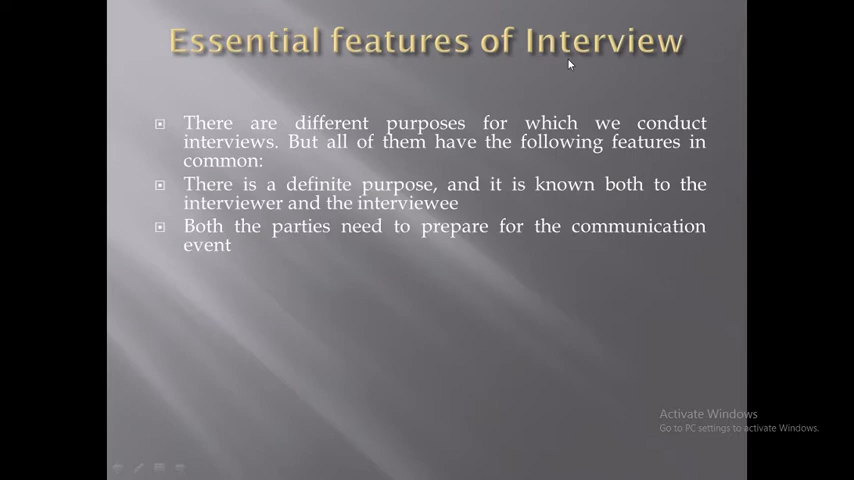 Essential features of Interview
There are different purposes for which we conduct
interviews. But all of them have the following features in
common:
There is a definite purpose, and it is known both to the
interviewer and the interviewee
Both the parties need to prepare for the communication
event
Activate Windows
Go to PC settings to activate Windows.